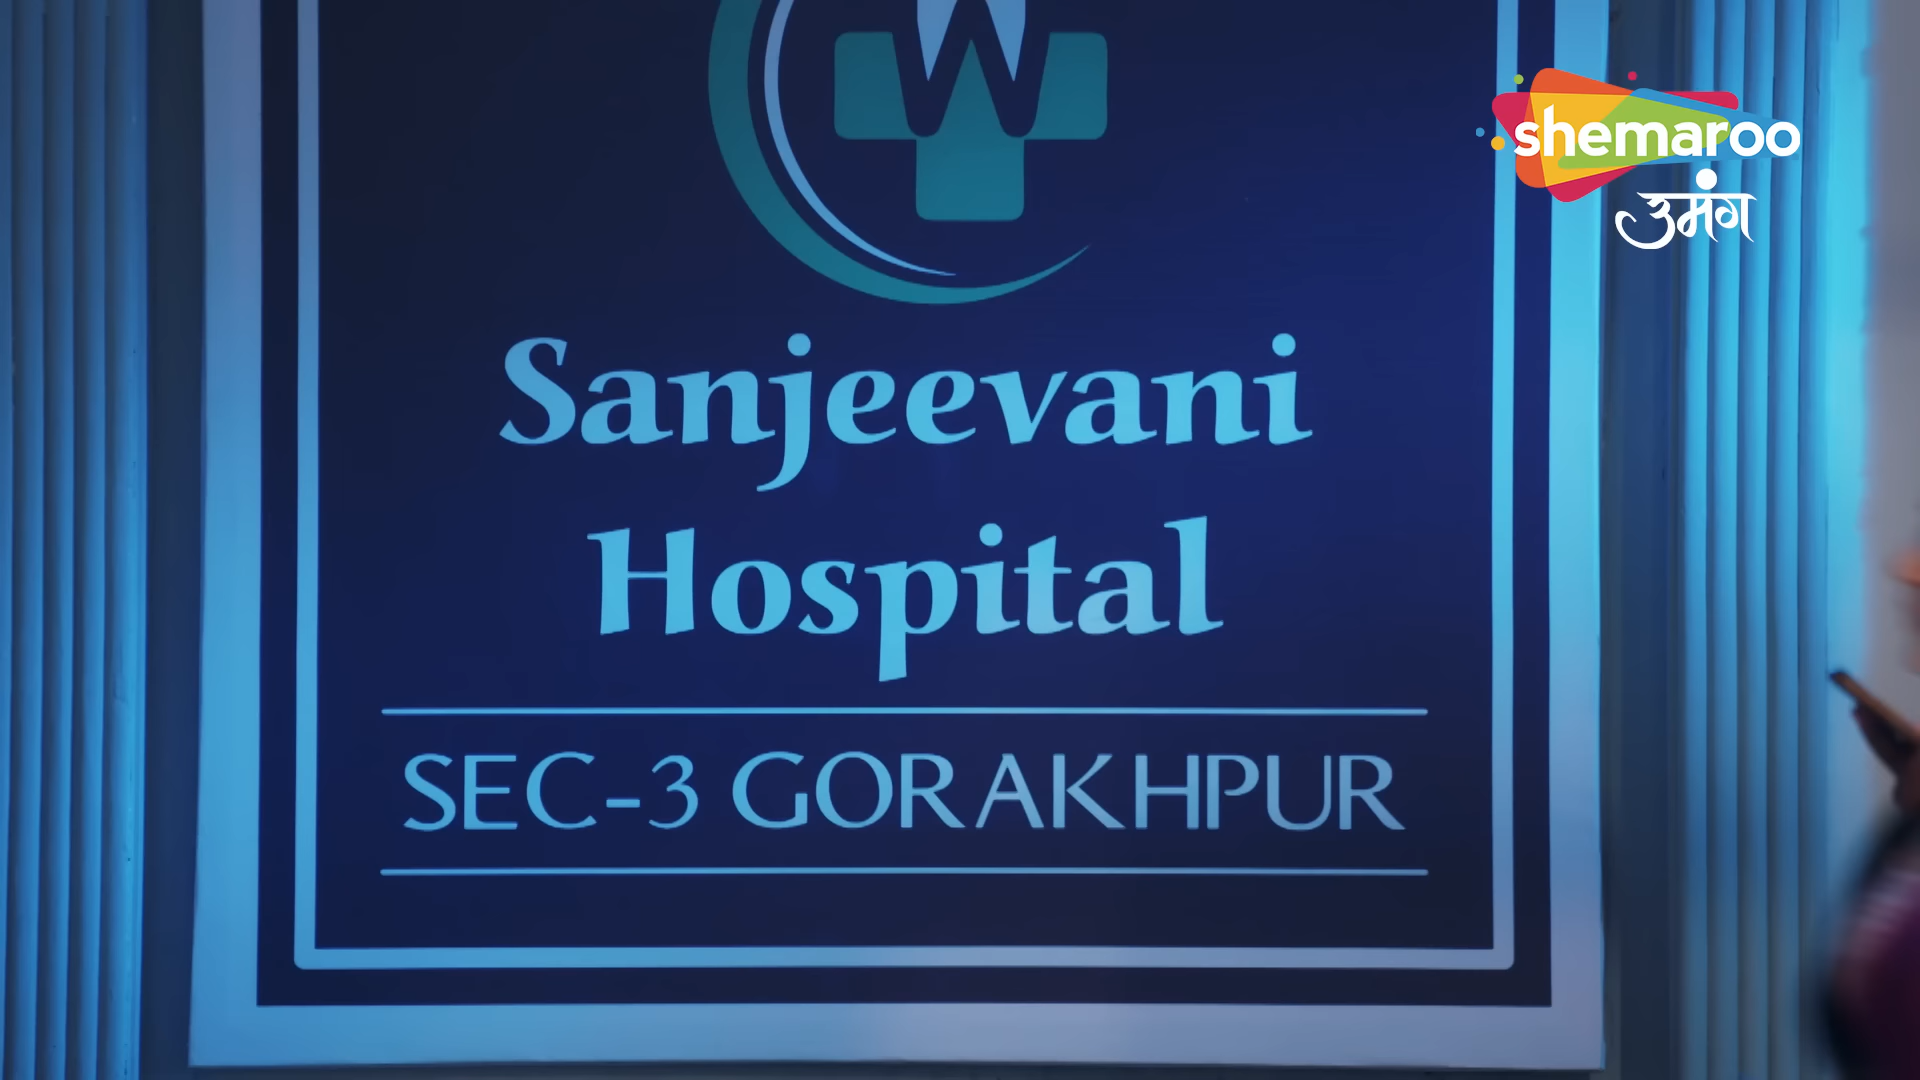 shemaroo
उमंग
W
Sanjeevani
Hospital
SEC-3 GORAKHPUR